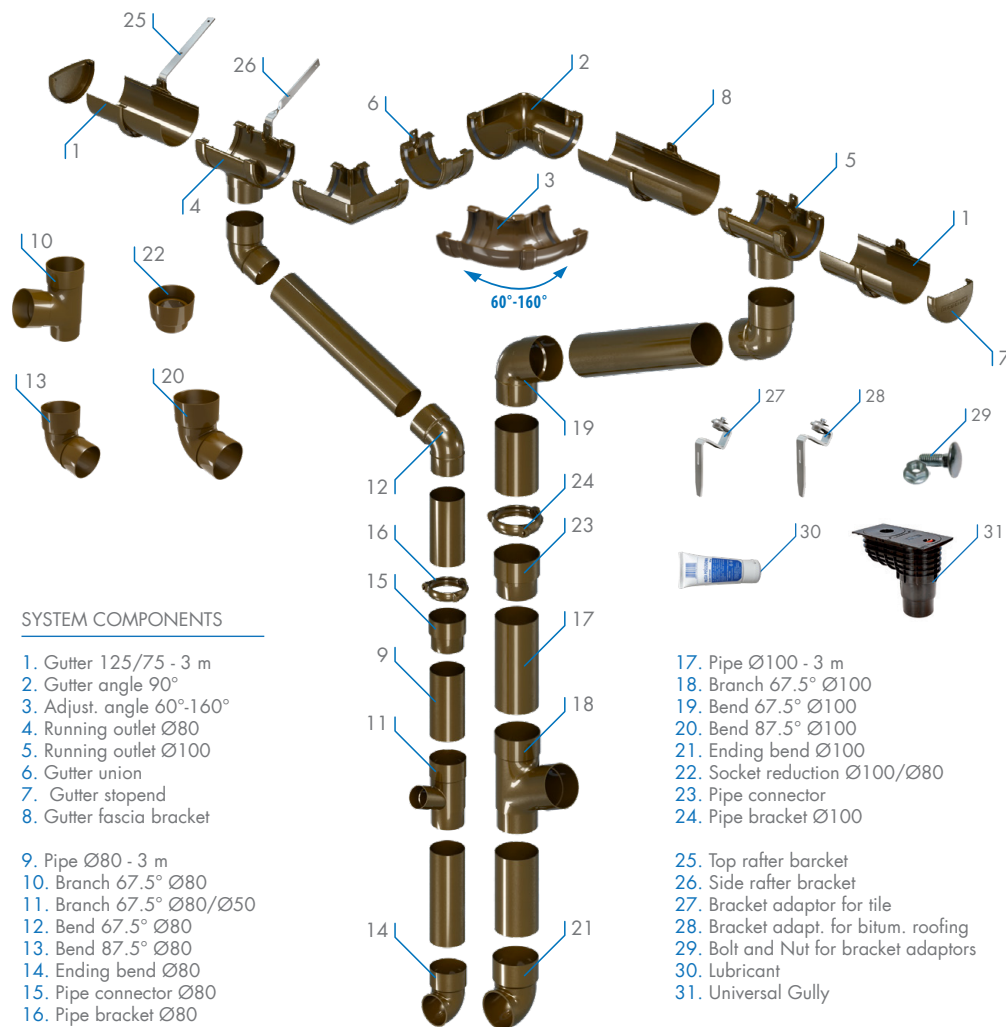 25
26
2
6
8
1
3
5
4
10
22
1
60°-160°
7
13
20
27
28
29
19
12
24
16
23
30
31
15
SYSTEM COMPONENTS
17
1. Gutter 125/75 - 3 m
2. Gutter angle 90°
3. Adjust. angle 60°-160°
4. Running outlet Ø80
5. Running outlet Ø100
6. Gutter union
7. Gutter stopend
8. Gutter fascia bracket
9. Pipe Ø80 - 3 m
10. Branch 67.5° Ø80
11. Branch 67.5° Ø80/Ø50
12. Bend 67.5° Ø80
13. Bend 87.5° Ø80
14. Ending bend Ø80
15. Pipe connector Ø80
16. Pipe bracket Ø80
9
18
11
14
21
17. Pipe Ø100 - 3 m
18. Branch 67.5° Ø100
19. Bend 67.5° Ø100
20. Bend 87.5° Ø100
21. Ending bend Ø100
22. Socket reduction Ø100/Ø80
23. Pipe connector
24. Pipe bracket Ø100
25. Top rafter barcket
26. Side rafter bracket
27. Bracket adaptor for tile
28. Bracket adapt. for bitum. roofing
29. Bolt and Nut for bracket adaptors
30. Lubricant
31. Universal Gully